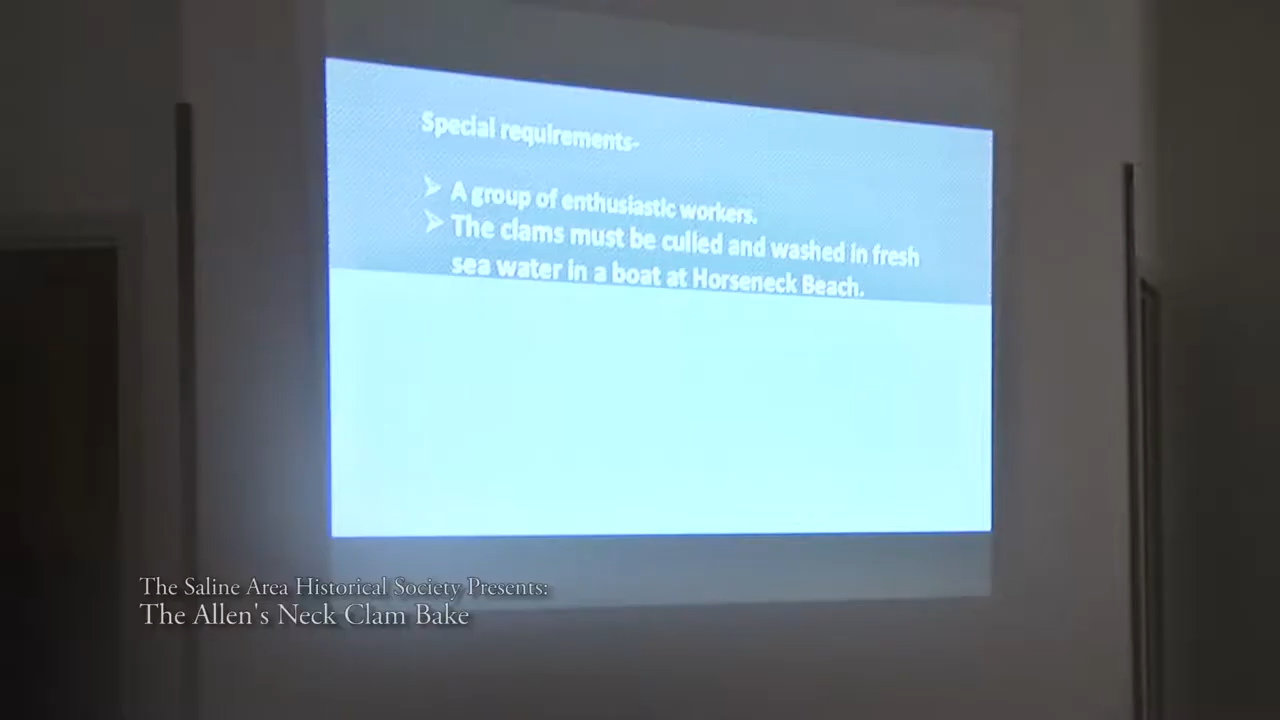 Special requirements-
➢ A group of enthusiastic workers.
➢ The clams must be culled and washed in fresh
sea water in a boat at Horseneck Beach.
The Saline Area Historical Society Presents:
The Allen's Neck Clam Bake